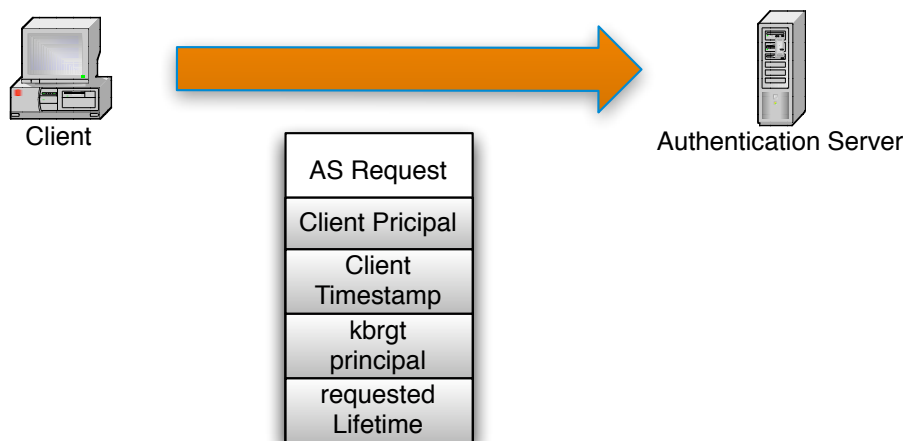 Client
Authentication Server
AS Request
Client Pricipal
Client
Timestamp
kbrgt
principal
requested
Lifetime